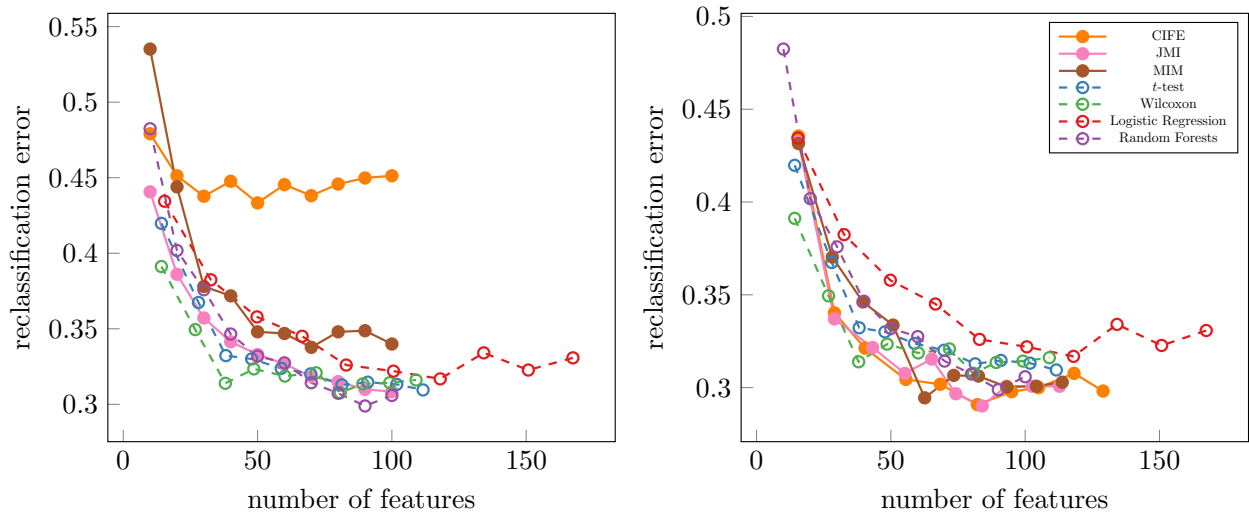 0.55
0.5
0.45
0.4
0.35
0.3
0
50
100
150
number of features
reclassification error
0.5
0.45
0.4
0.35
0.3
0
50
100
150
number of features
reclassification error
CIFE
JMI
MIM
t-test
Wilcoxon
Logistic Regression
Random Forests